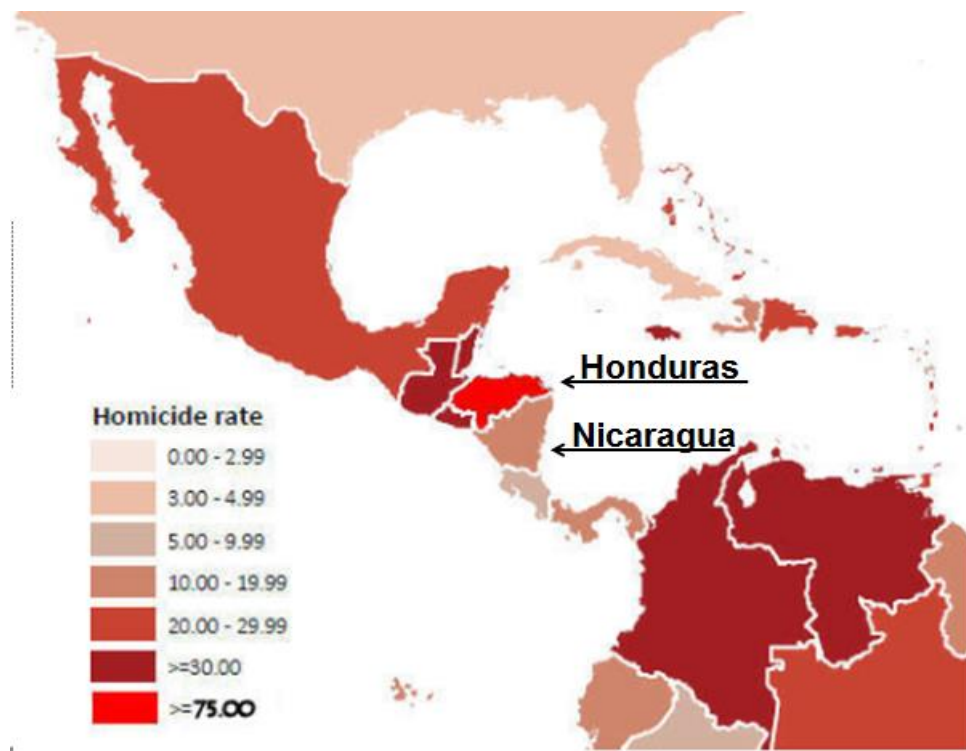 Honduras
Nicaragua
Homicide rate
0.00 - 2.99
3.00 - 4.99
5.00 - 9.99
10.00 - 19.99
20.00 - 29.99
>=30.00
>=75.00